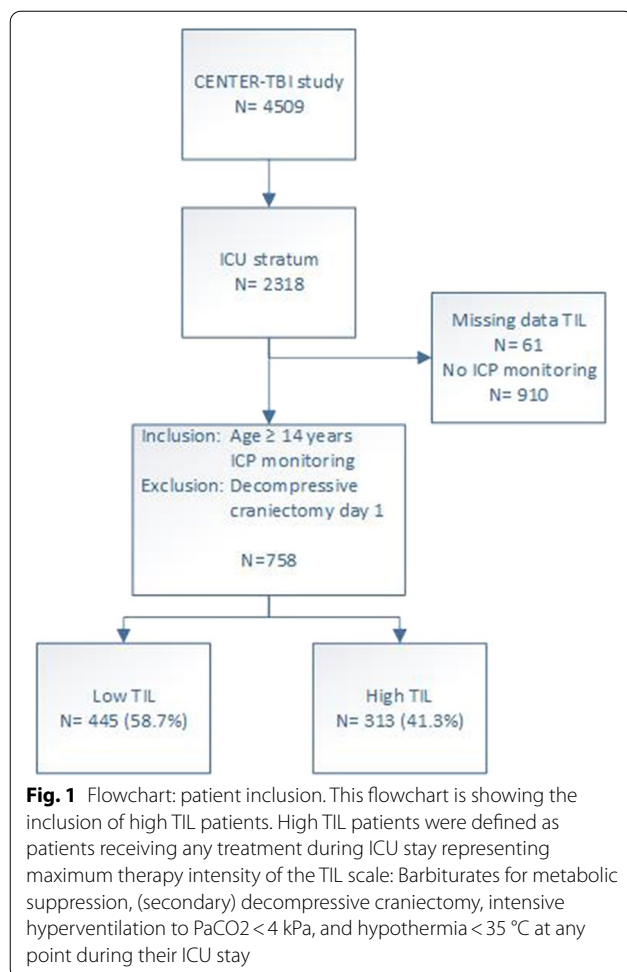 CENTER-TBI study
N= 4509
ICU stratum
N= 2318
Missing data TIL
N= 61
No ICP monitoring
N= 910
Inclusion: Age ≥ 14 years
ICP monitoring
Exclusion: Decompressive
craniectomy day 1
N=758
Low TIL
N= 445 (58.7%)
High TIL
N= 313 (41.3%)
Fig. 1 Flowchart: patient inclusion. This flowchart is showing the
inclusion of high TIL patients. High TIL patients were defined as
patients receiving any treatment during ICU stay representing
maximum therapy intensity of the TIL scale: Barbiturates for metabolic
suppression, (secondary) decompressive craniectomy, intensive
hyperventilation to PaCO2 < 4 kPa, and hypothermia < 35 °C at any
point during their ICU stay